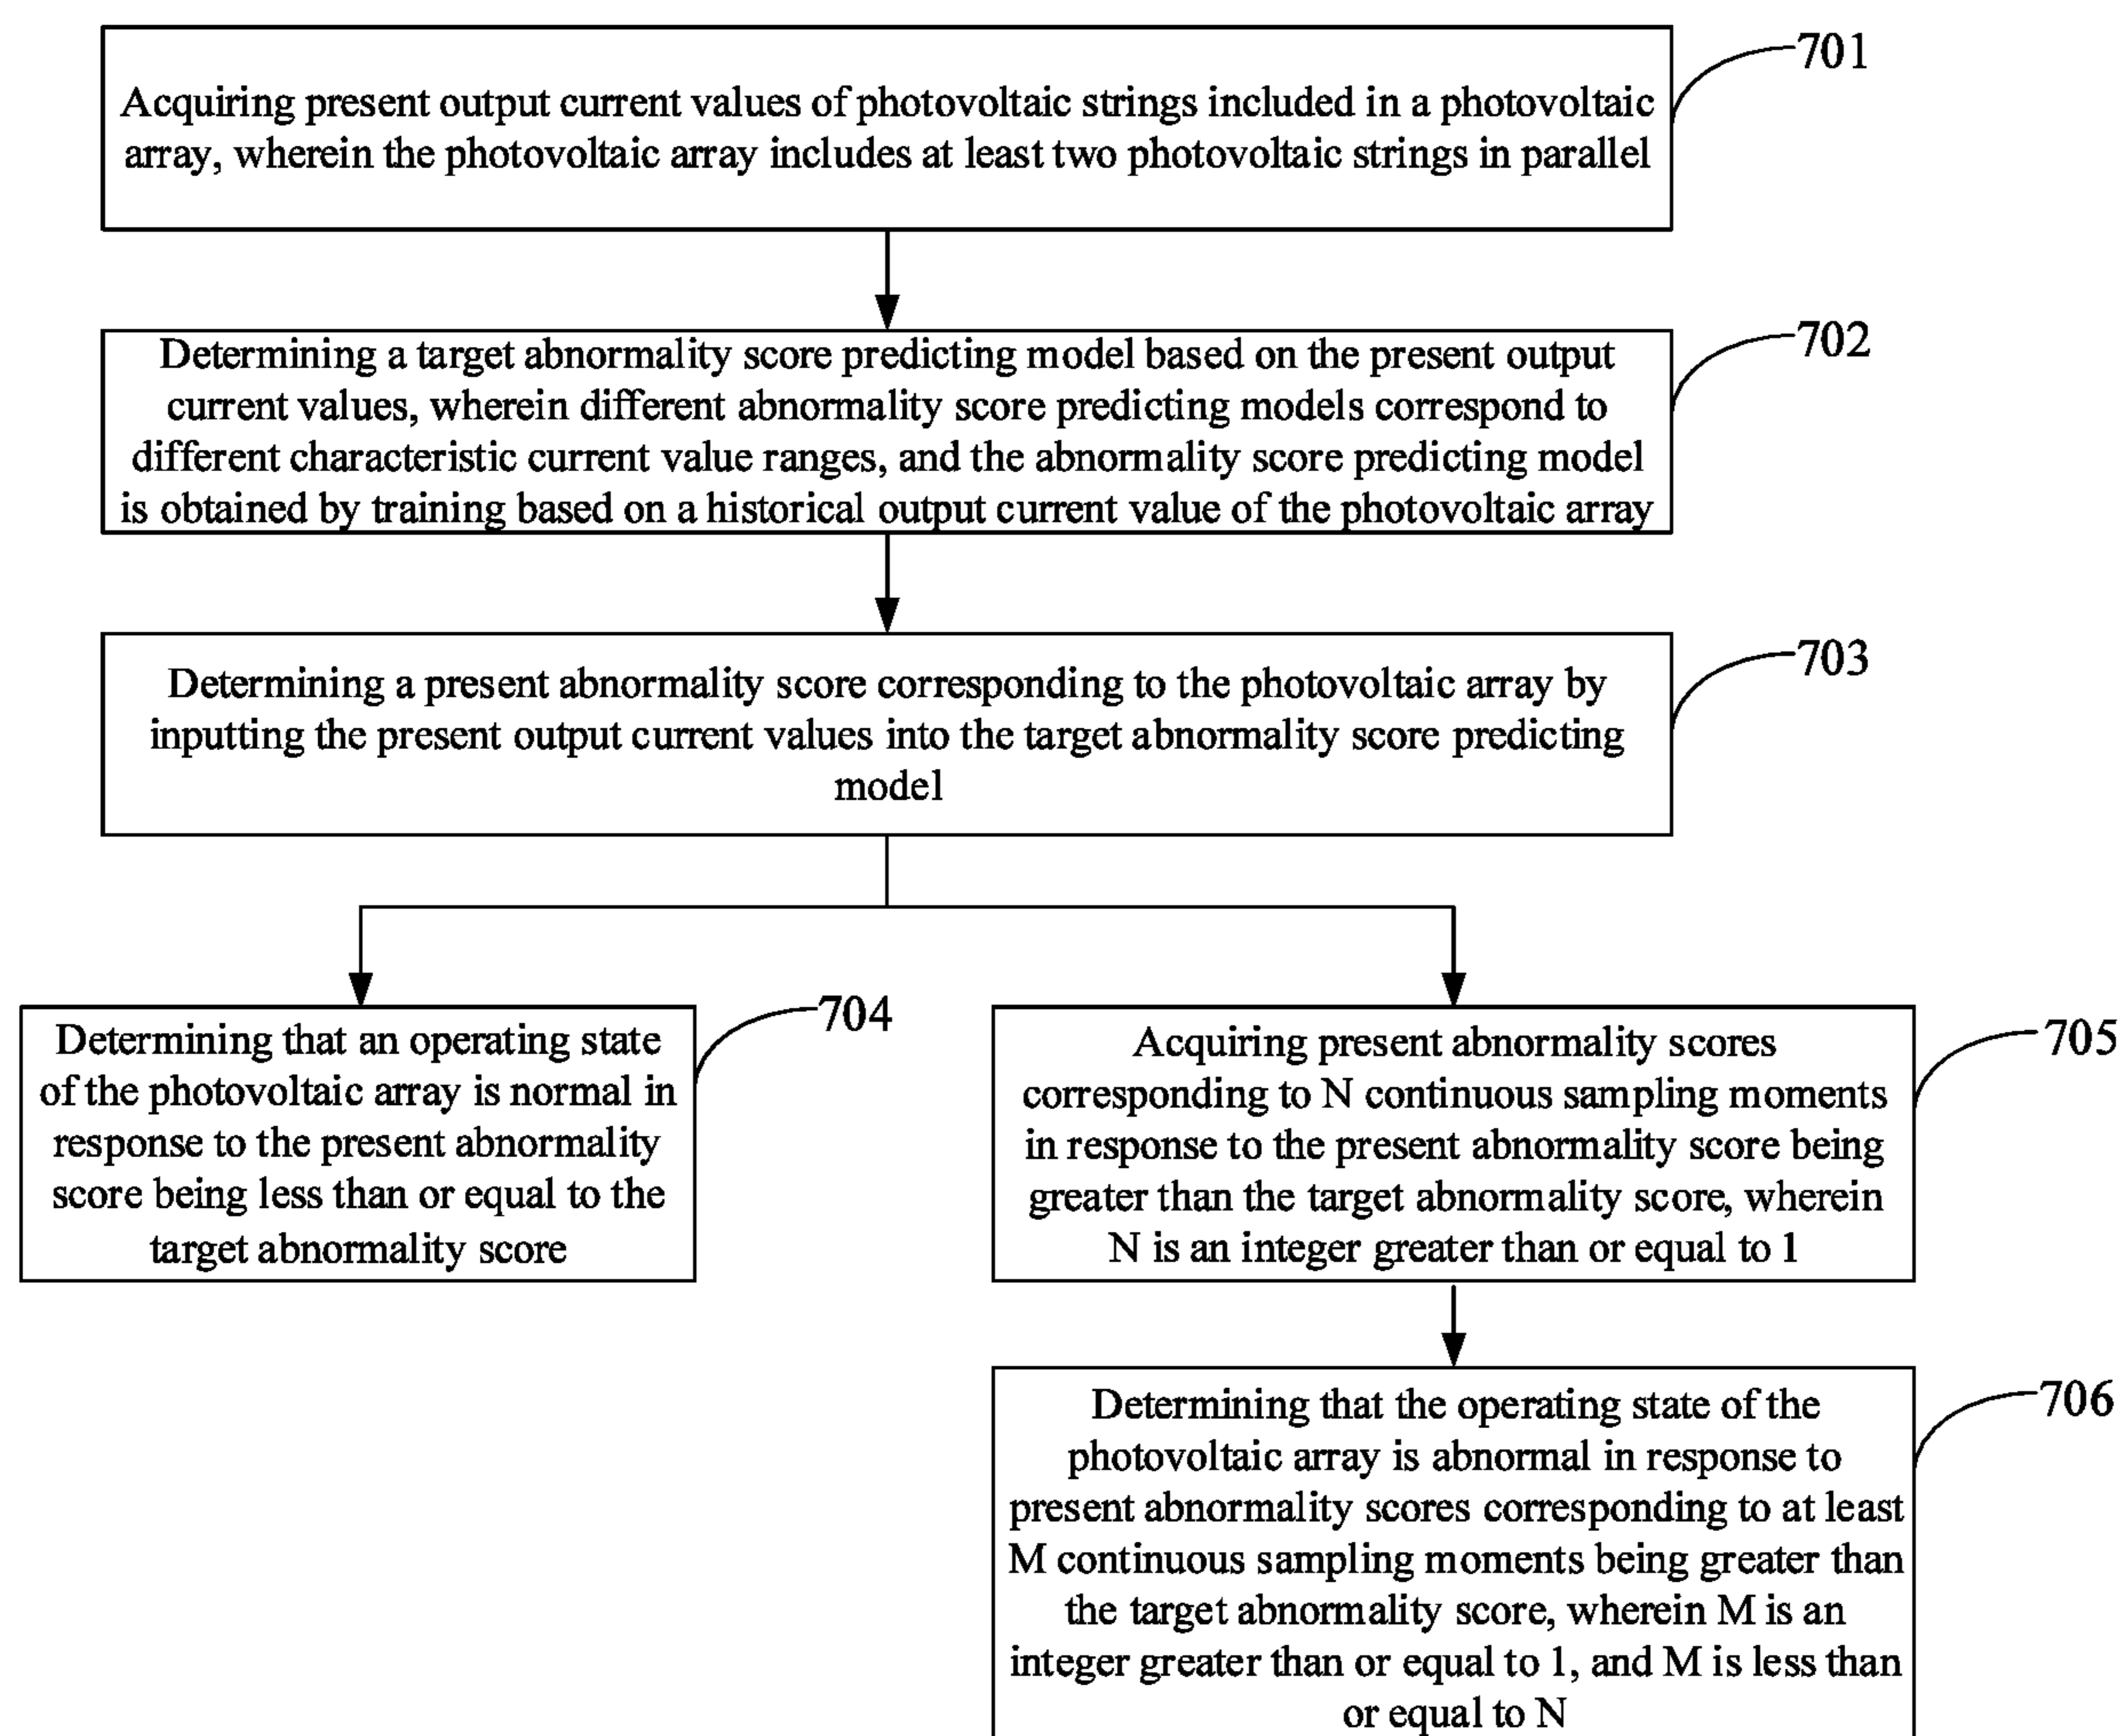 701
Acquiring present output current values of photovoltaic strings included in a photovoltaic
array, wherein the photovoltaic array includes at least two photovoltaic strings in parallel
702
Determining a target abnormality score predicting model based on the present output
current values, wherein different abnormality score predicting models correspond to
different characteristic current value ranges, and the abnormality score predicting model
is obtained by training based on a historical output current value of the photovoltaic array
703
Determining a present abnormality score corresponding to the photovoltaic array by
inputting the present output current values into the target abnormality score predicting
model
704
Determining that an operating state
of the photovoltaic array is normal in
response to the present abnormality
score being less than or equal to the
target abnormality score
705
Acquiring present abnormality scores
corresponding to N continuous sampling moments
in response to the present abnormality score being
greater than the target abnormality score, wherein
N is an integer greater than or equal to 1
706
Determining that the operating state of the
photovoltaic array is abnormal in response to
present abnormality scores corresponding to at least
M continuous sampling moments being greater than
the target abnormality score, wherein M is an
integer greater than or equal to 1, and M is less than
or equal to N